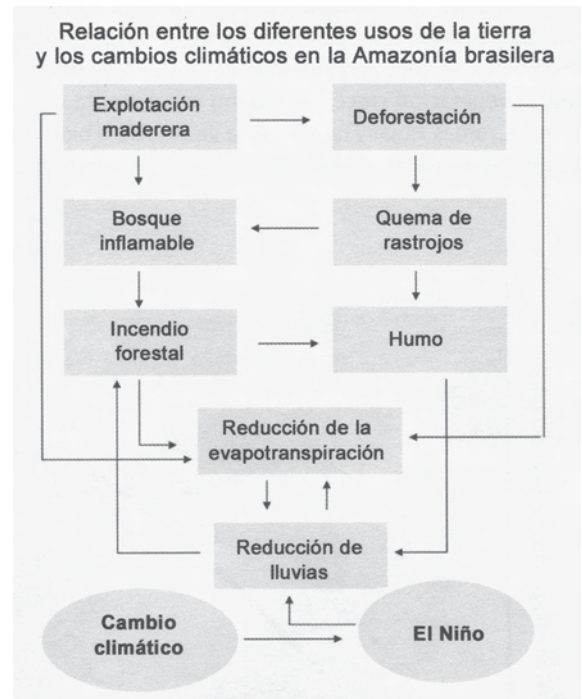 Relación entre los diferentes usos de la tierra
y los cambios climáticos en la Amazonía brasilera
Explotación
maderera
Deforestación
Bosque
inflamable
Quema de
rastrojos
Incendio
forestal
Humo
Reducción de la
evapotranspiración
Reducción de
lluvias
Cambio
climático
El Niño